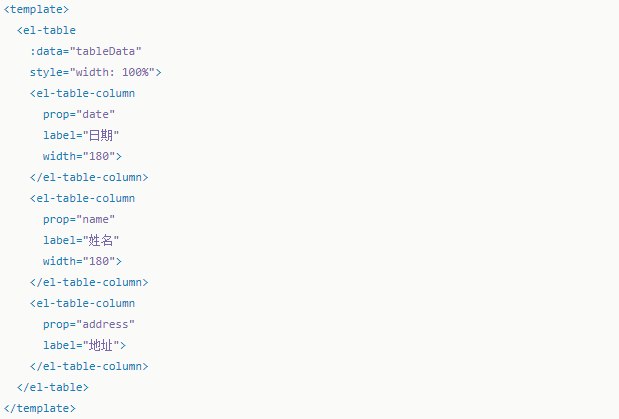 <template>
  <el-table
    :data="tableData"
    style="width: 100%">
    <el-table-column
      prop="date"
      label="日期"
      width="180">
    </el-table-column>
    <el-table-column
      prop="name"
      label="姓名"
      width="180">
    </el-table-column>
    <el-table-column
      prop="address"
      label="地址">
    </el-table-column>
  </el-table>
</template>